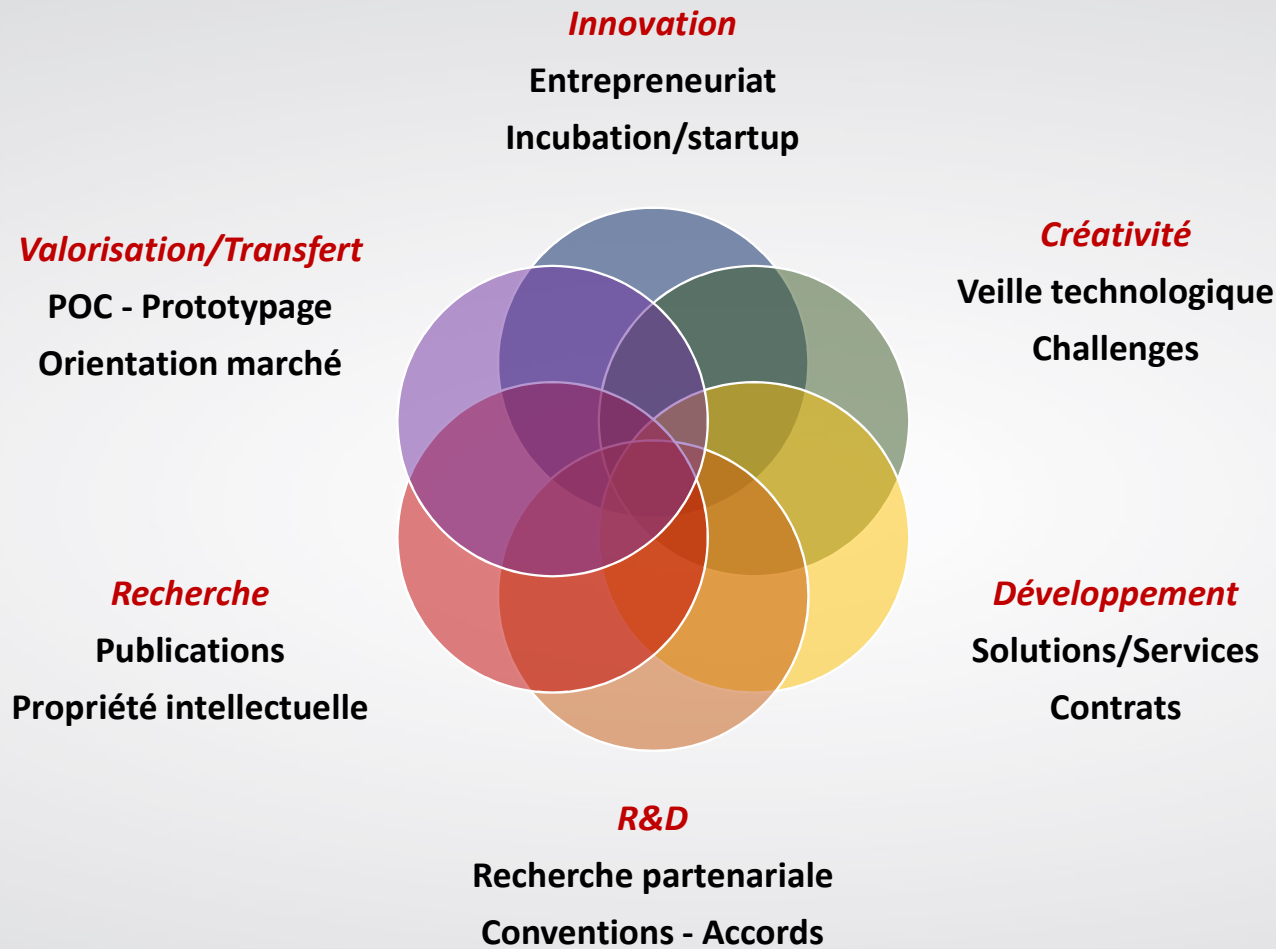 Innovation
Entrepreneuriat
Incubation/startup
Valorisation/Transfert
POC - Prototypage
Orientation marché
Créativité
Veille technologique
Challenges
Recherche
Publications
Propriété intellectuelle
Développement
Solutions/Services
Contrats
R&D
Recherche partenariale
Conventions - Accords